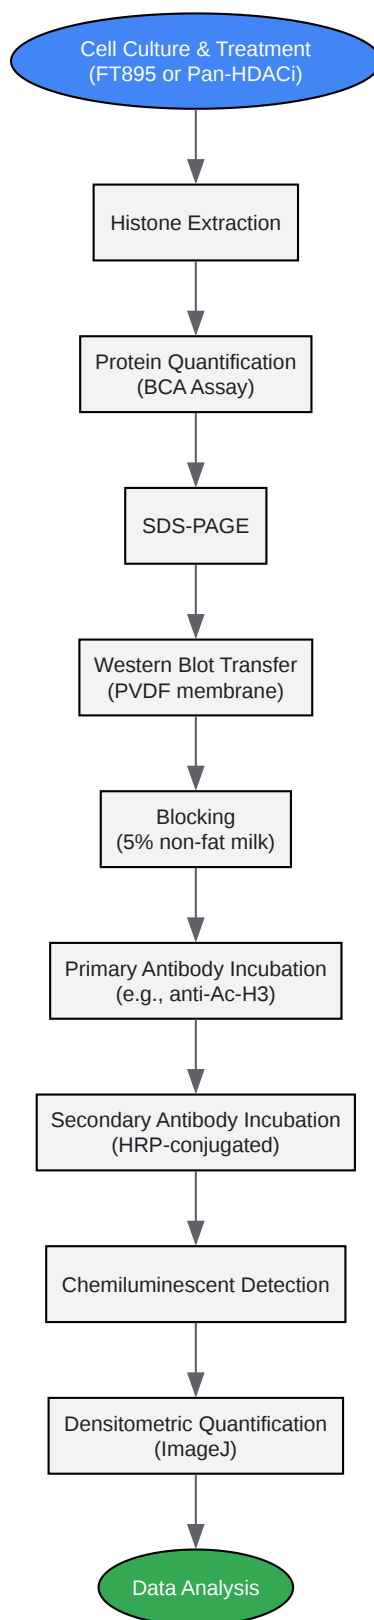 Cell Culture & Treatment
(FT895 or Pan-HDACi)
Histone Extraction
Protein Quantification
(BCA Assay)
SDS-PAGE
Western Blot Transfer
(PVDF membrane)
Blocking
(5% non-fat milk)
Primary Antibody Incubation
(e.g., anti-Ac-H3)
Secondary Antibody Incubation
(HRP-conjugated)
Chemiluminescent Detection
Densitometric Quantification
(ImageJ)
Data Analysis